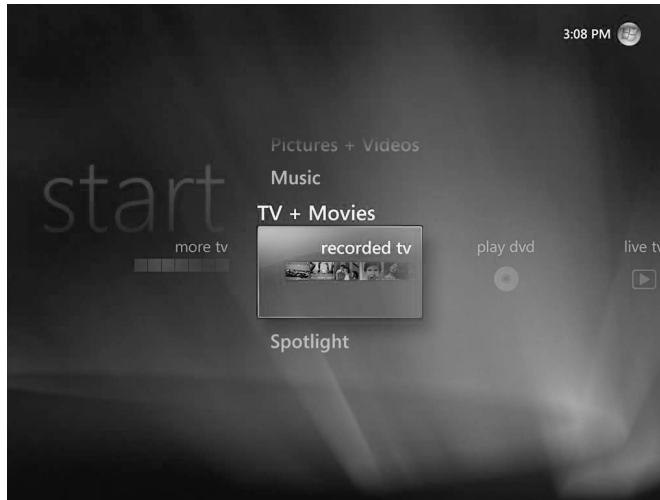 3:08 PM
Pictures + Videos
start
Music
TV + Movies
more tv
recorded tv
play dvd
live tv
Spotlight